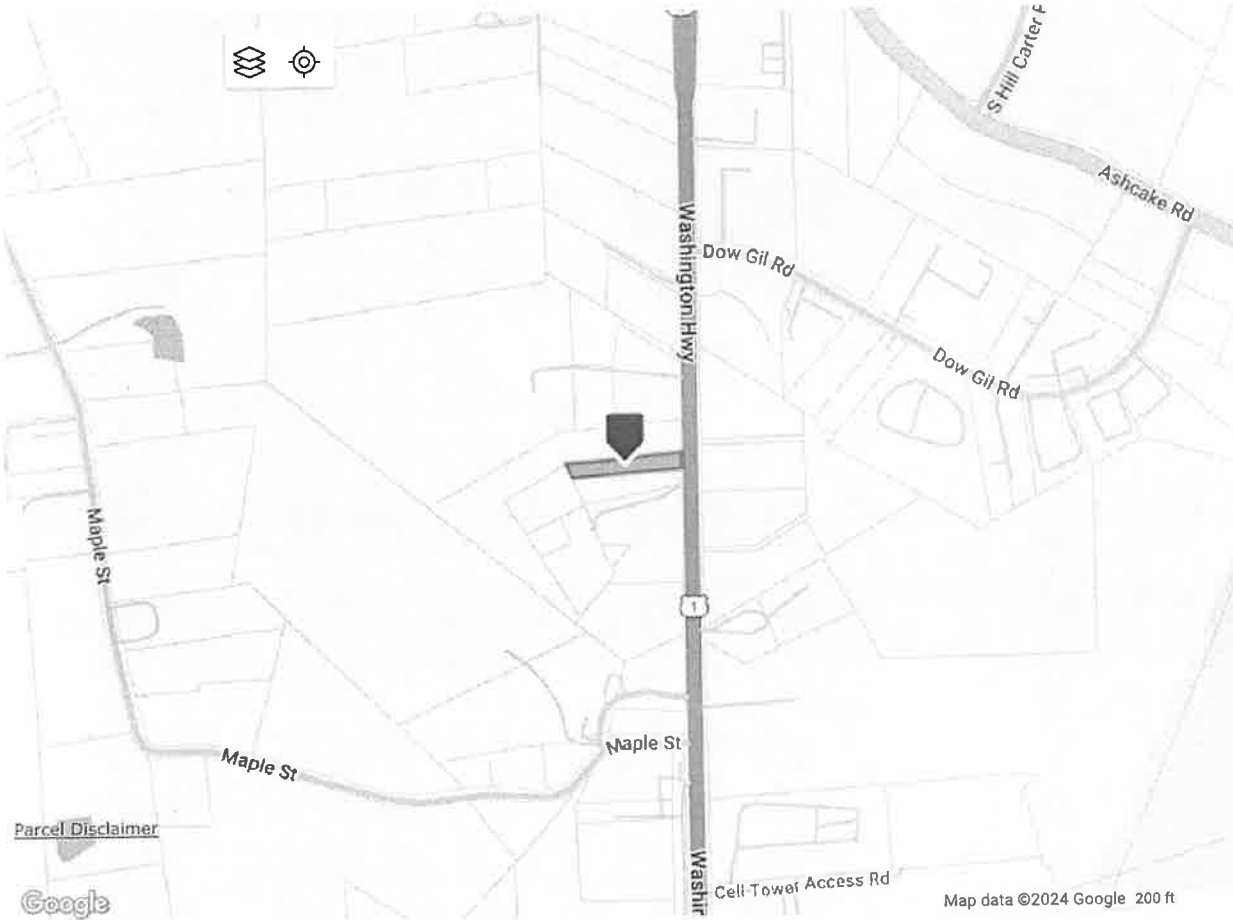 S Hill Carter P
Ashcake Rd
Washington Hwy
Dow Gil Rd
Dow Gil Rd
Maple St
1
Maple St
Maple St
Parcel Disclaimer
Washin
Cell Tower Access Rd
Google
Map data ©2024 Google 200 ft